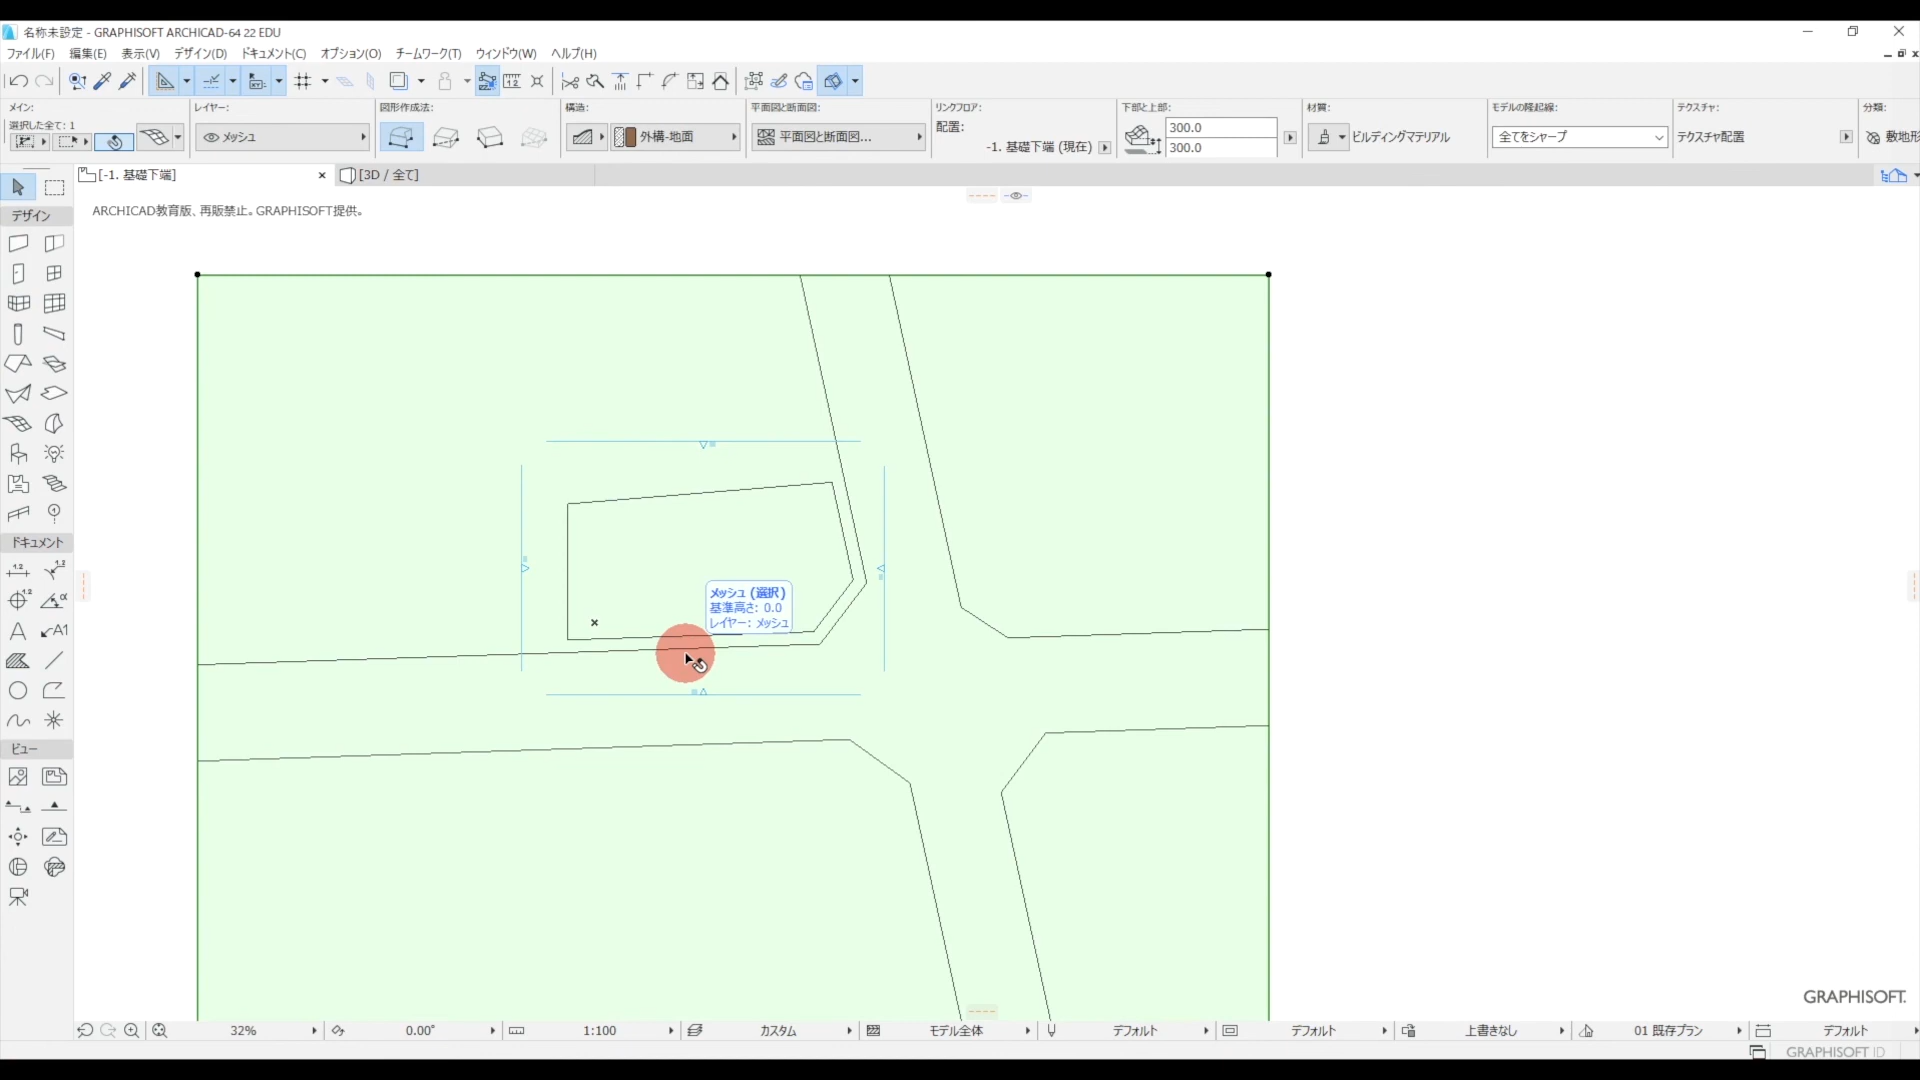 名称未設定 - GRAPHISOFT ARCHICAD-64 22 EDU
ファイル(F) 編集(E) 表示(V) デザイン(D) ドキュメント(C) オプション(O) チームワーク(T) ウィンドウ(W) ヘルプ(H)
メイン: レイヤー: 図形作成法: 構造: 平面図と断面図: リンクフロア: 下部と上部: 材質: モデルの隆起線: テクスチャ: 分類:
選択した全て: 1
メッシュ 外構-地面 平面図と断面図... 配置: 300.0 ビルディングマテリアル 全てをシャープ テクスチャ配置 敷地形
-1. 基礎下端 (現在) 300.0
[-1. 基礎下端] [3D / 全て]
ARCHICAD教育版、再販禁止。GRAPHISOFT提供。
デザイン
メッシュ (選択)
基準高さ: 0.0
レイヤー: メッシュ
ドキュメント
1.2
1.2
1.2
α
A A1
ビュー
GRAPHISOFT.
32% 0.00° 1:100 カスタム モデル全体 デフォルト デフォルト 上書きなし 01 既存プラン デフォルト
GRAPHISOFT ID